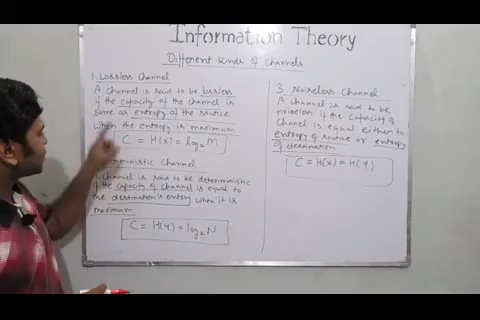 Information Theory
Different Kinds of Channels
1. Lossless Channel
A channel is said to be lossless
if the capacity of the channel is
same as entropy of the source
when the entropy is maximum
C = H(X) = log₂M
Deterministic Channel
A channel is said to be deterministic
if the capacity of channel is equal to
the destination's entropy when it is
maximum
C = H(Y) = log₂N
3. Noiseless Channel
A channel is said to be
noiseless if the capacity of
channel is equal either to
entropy of source or entropy
of destination
C = H(X) = H(Y)